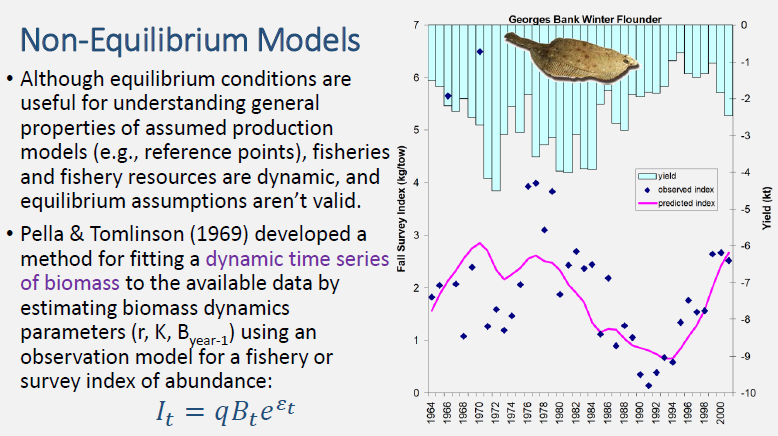 Non-Equilibrium Models
• Although equilibrium conditions are
useful for understanding general
properties of assumed production
models (e.g., reference points), fisheries
and fishery resources are dynamic, and
equilibrium assumptions aren't valid.
• Pella & Tomlinson (1969) developed a
method for fitting a dynamic time series
of biomass to the available data by
estimating biomass dynamics
parameters (r, K, B_year-1) using an
observation model for a fishery or
survey index of abundance:
I_t = qB_t e^{ε_t}
Georges Bank Winter Flounder
Fall Survey Index (kg/tow)
7
6
5
4
3
2
1
0
yield
observed index
predicted index
0
-1
-2
-3
-4
-5
-6
-7
-8
-9
-10
Yield (kt)
1964
1966
1968
1970
1972
1974
1976
1978
1980
1982
1984
1986
1988
1990
1992
1994
1996
1998
2000